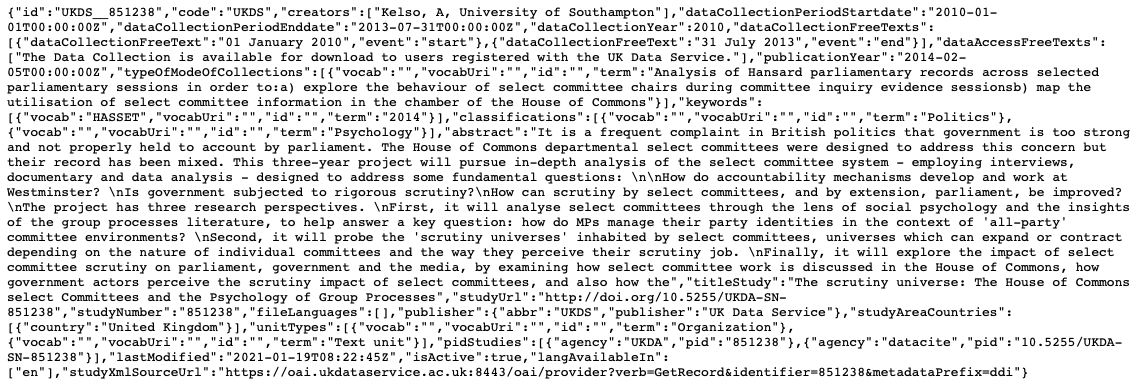 {"id":"UKDS__851238","code":"UKDS","creators":["Kelso, A, University of Southampton"],"dataCollectionPeriodStartdate":"2010-01-
01T00:00:00Z","dataCollectionPeriodEnddate":"2013-07-31T00:00:00Z","dataCollectionYear":2010,"dataCollectionFreeTexts":
[{"dataCollectionFreeText":"01 January 2010","event":"start"},{"dataCollectionFreeText":"31 July 2013","event":"end"}],"dataAccessFreeTexts":
["The Data Collection is available for download to users registered with the UK Data Service."],"publicationYear":"2014-02-
05T00:00:00Z","typeOfModeOfCollections":[{"vocab":"","vocabUri":"","id":"","term":"Analysis of Hansard parliamentary records across selected
parliamentary sessions in order to:a) explore the behaviour of select committee chairs during committee inquiry evidence sessionsb) map the
utilisation of select committee information in the chamber of the House of Commons"}],"keywords":
[{"vocab":"HASSET","vocabUri":"","id":"","term":"2014"}],"classifications":[{"vocab":"","vocabUri":"","id":"","term":"Politics"},
{"vocab":"","vocabUri":"","id":"","term":"Psychology"}],"abstract":"It is a frequent complaint in British politics that government is too strong
and not properly held to account by parliament. The House of Commons departmental select committees were designed to address this concern but
their record has been mixed. This three-year project will pursue in-depth analysis of the select committee system - employing interviews,
documentary and data analysis - designed to address some fundamental questions: \n\nHow do accountability mechanisms develop and work at
Westminster? \nIs government subjected to rigorous scrutiny?\nHow can scrutiny by select committees, and by extension, parliament, be improved?
\nThe project has three research perspectives. \nFirst, it will analyse select committees through the lens of social psychology and the insights
of the group processes literature, to help answer a key question: how do MPs manage their party identities in the context of 'all-party'
committee environments? \nSecond, it will probe the 'scrutiny universes' inhabited by select committees, universes which can expand or contract
depending on the nature of individual committees and the way they perceive their scrutiny job. \nFinally, it will explore the impact of select
committee scrutiny on parliament, government and the media, by examining how select committee work is discussed in the House of Commons, how
government actors perceive the scrutiny impact of select committees, and also how the","titleStudy":"The scrutiny universe: The House of Commons
select Committees and the Psychology of Group Processes","studyUrl":"http://doi.org/10.5255/UKDA-SN-
851238","studyNumber":"851238","fileLanguages":[],"publisher":{"abbr":"UKDS","publisher":"UK Data Service"},"studyAreaCountries":
[{"country":"United Kingdom"}],"unitTypes":[{"vocab":"","vocabUri":"","id":"","term":"Organization"},
{"vocab":"","vocabUri":"","id":"","term":"Text unit"}],"pidStudies":[{"agency":"UKDA","pid":"851238"},{"agency":"datacite","pid":"10.5255/UKDA-
SN-851238"}],"lastModified":"2021-01-19T08:22:45Z","isActive":true,"langAvailableIn":
["en"],"studyXmlSourceUrl":"https://oai.ukdataservice.ac.uk:8443/oai/provider?verb=GetRecord&identifier=851238&metadataPrefix=ddi"}